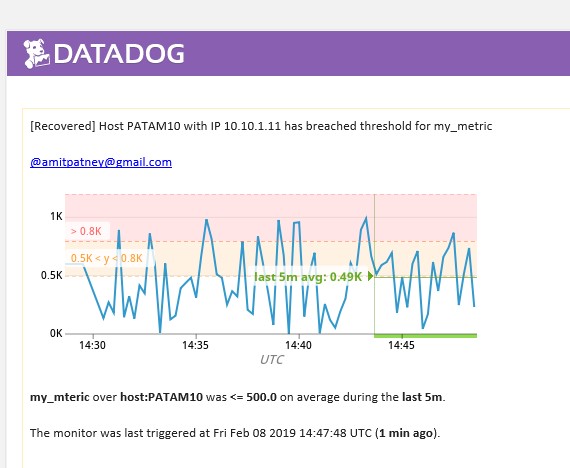 DATADOG
[Recovered] Host PATAM10 with IP 10.10.1.11 has breached threshold for my_metric
@amitpatney@gmail.com
1K
> 0.8K
0.5K < y < 0.8K
0.5K
last 5m avg: 0.49K
0K
14:30 14:35 14:40 14:45
UTC
my_mteric over host:PATAM10 was <= 500.0 on average during the last 5m.
The monitor was last triggered at Fri Feb 08 2019 14:47:48 UTC (1 min ago).